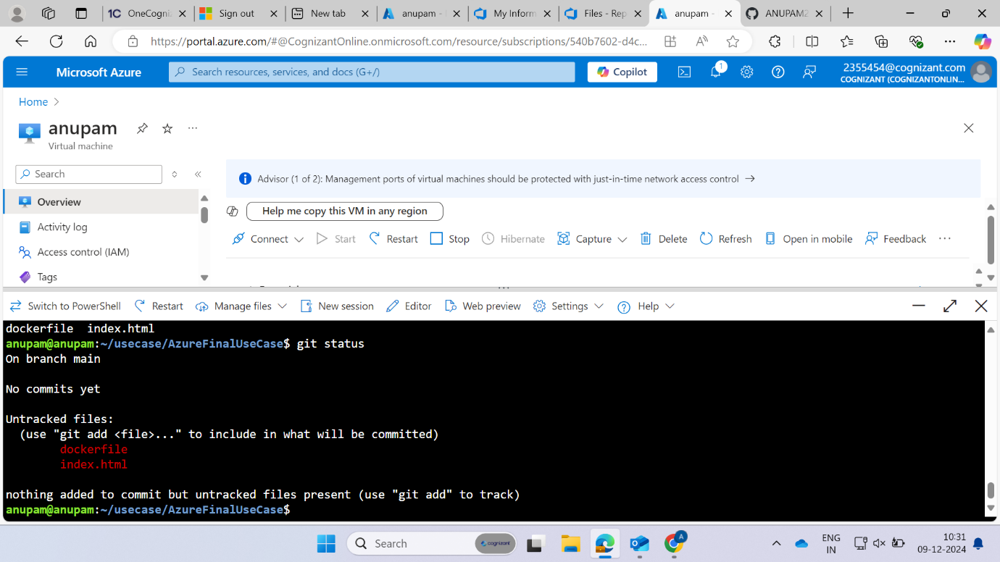 OneCogni
Sign out
New tab
anupam -
My Inform
Files - Rep
anupam -
ANUPAM2
https://portal.azure.com/#@CognizantOnline.onmicrosoft.com/resource/subscriptions/540b7602-d4c...
Microsoft Azure
Search resources, services, and docs (G+/)
Copilot
1
2355454@cognizant.com
COGNIZANT (COGNIZANTONLIN...
Home >
anupam
Virtual machine
Search
Advisor (1 of 2): Management ports of virtual machines should be protected with just-in-time network access control →
Overview
Help me copy this VM in any region
Activity log
Connect
Start
Restart
Stop
Hibernate
Capture
Delete
Refresh
Open in mobile
Feedback
Access control (IAM)
Tags
Switch to PowerShell
Restart
Manage files
New session
Editor
Web preview
Settings
Help
dockerfile  index.html
anupam@anupam:~/usecase/AzureFinalUseCase$ git status
On branch main
No commits yet
Untracked files:
(use "git add <file>..." to include in what will be committed)
dockerfile
index.html
nothing added to commit but untracked files present (use "git add" to track)
anupam@anupam:~/usecase/AzureFinalUseCase$
Search
cognizant
A
ENG
IN
10:31
09-12-2024